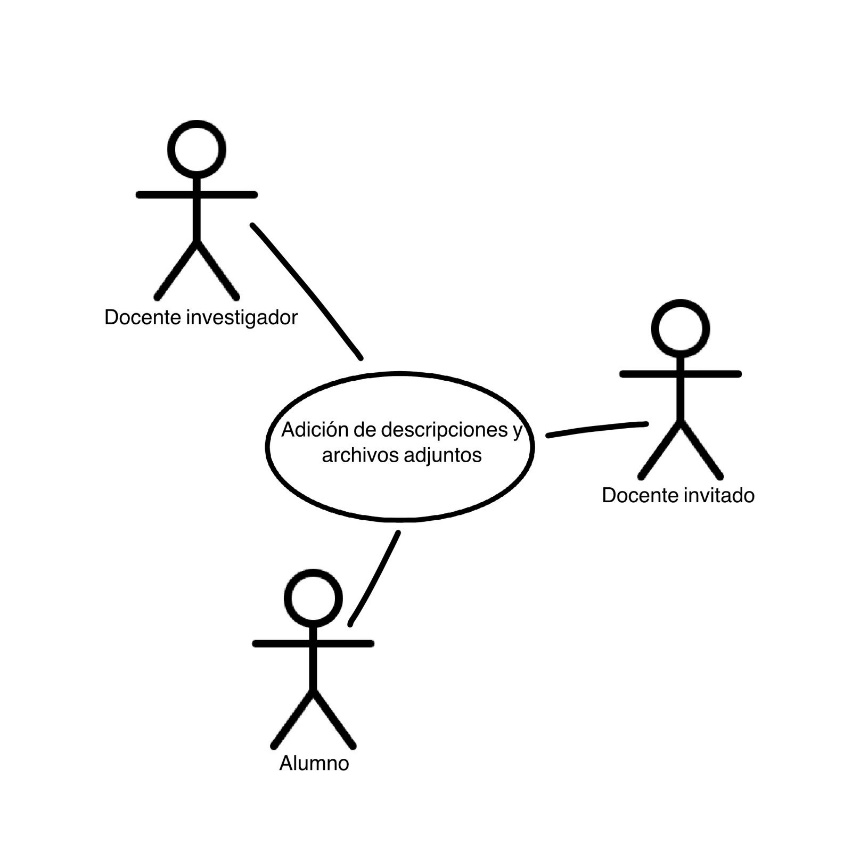 Docente investigador
Adición de descripciones y
archivos adjuntos
Docente invitado
Alumno